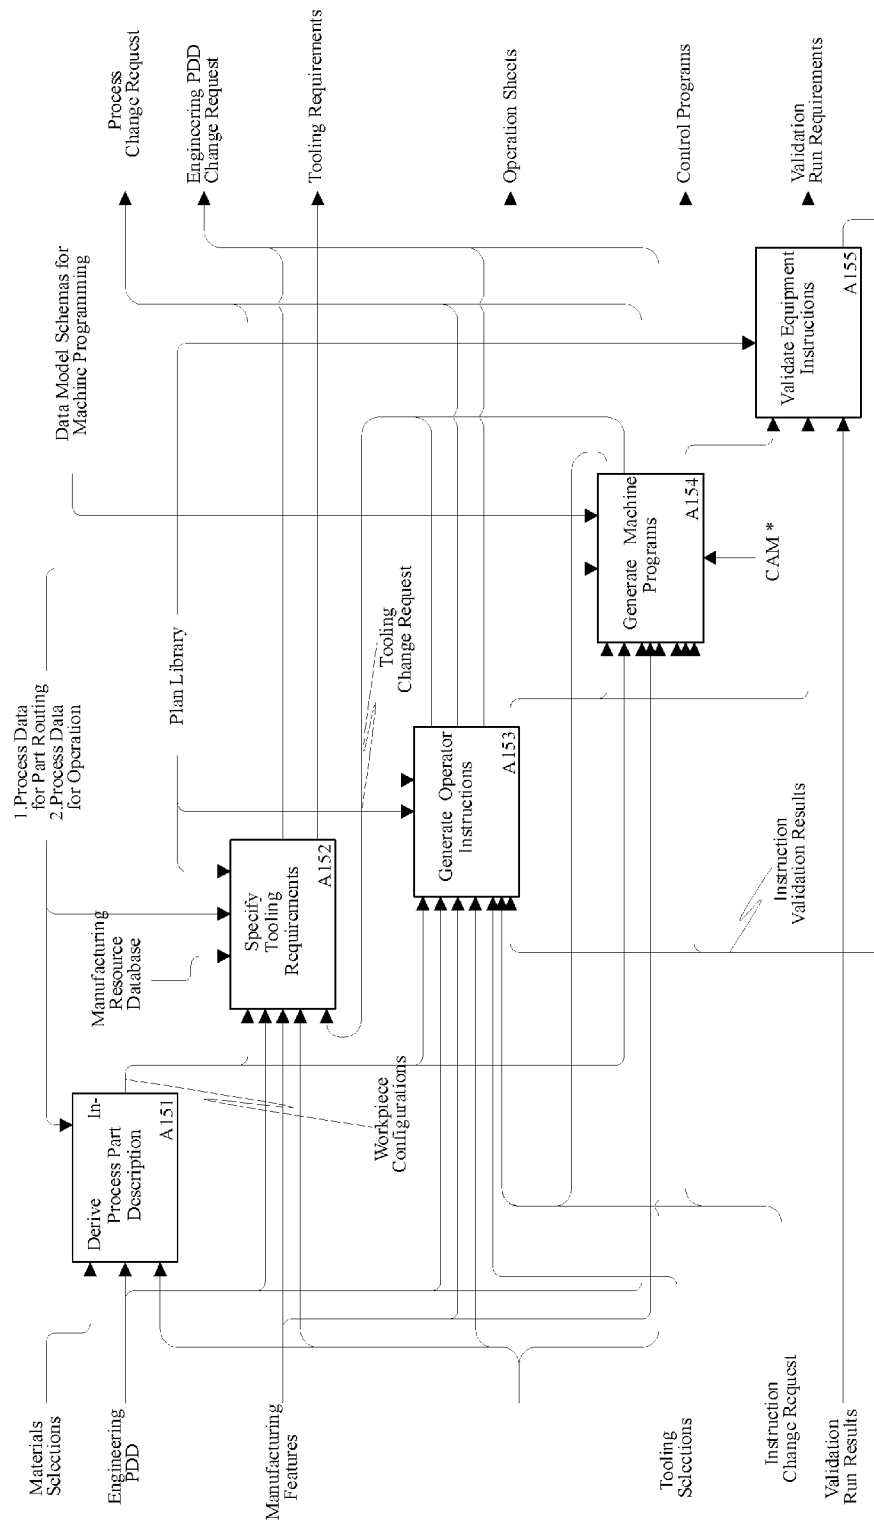 Process
Change Request
Engineering PDD
Change Request
Tooling Requirements
Operation Sheets
Control Programs
Validation
Run Requirements
Data Model Schemas for
Machine Programming
1.Process Data
for Part Routing
2.Process Data
for Operation
Plan Library
Manufacturing
Resource
Database
Tooling
Change Request
Derive In-
Process Part
Description
A151
Specify
Tooling
Requirements
A152
Generate Operator
Instructions
A153
Generate Machine
Programs
A154
Validate Equipment
Instructions
A155
CAM *
Workpiece
Configurations
Instruction
Validation Results
Materials
Selections
Engineering
PDD
Manufacturing
Features
Tooling
Selections
Instruction
Change Request
Validation
Run Results